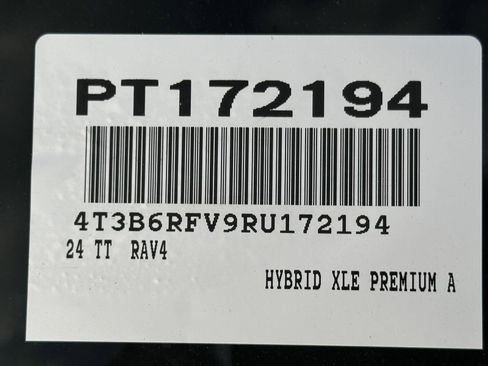 PT172194
4T3B6RFV9RU172194
24 TT RAV4
HYBRID XLE PREMIUM A